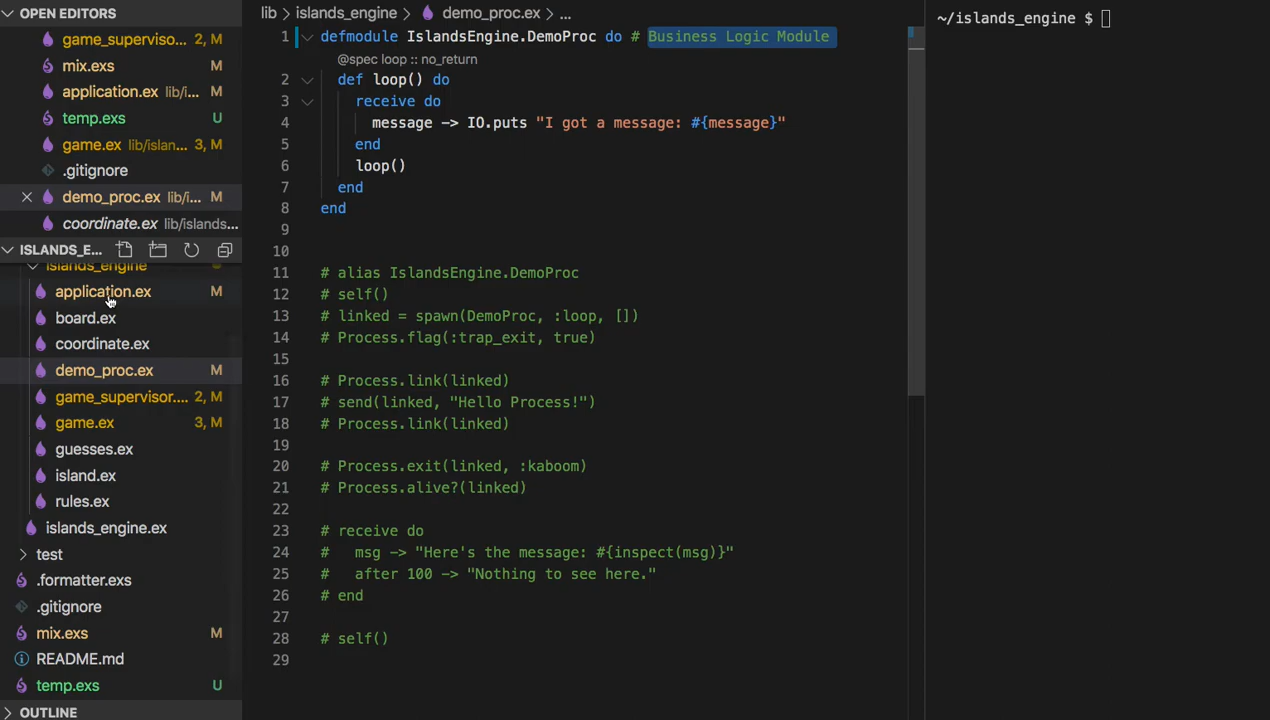 OPEN EDITORS
game_superviso... 2, M
mix.exs M
application.ex lib/i... M
temp.exs U
game.ex lib/islan... 3, M
.gitignore
demo_proc.ex lib/i... M
coordinate.ex lib/islands...
ISLANDS_E...
islands_engine
application.ex M
board.ex
coordinate.ex
demo_proc.ex M
game_supervisor.... 2, M
game.ex 3, M
guesses.ex
island.ex
rules.ex
islands_engine.ex
test
.formatter.exs
.gitignore
mix.exs M
README.md
temp.exs U
OUTLINE
lib > islands_engine > demo_proc.ex > ...
1 defmodule IslandsEngine.DemoProc do # Business Logic Module
@spec loop :: no_return
2 def loop() do
3 receive do
4 message -> IO.puts "I got a message: #{message}"
5 end
6 loop()
7 end
8 end
9
10
11 # alias IslandsEngine.DemoProc
12 # self()
13 # linked = spawn(DemoProc, :loop, [])
14 # Process.flag(:trap_exit, true)
15
16 # Process.link(linked)
17 # send(linked, "Hello Process!")
18 # Process.link(linked)
19
20 # Process.exit(linked, :kaboom)
21 # Process.alive?(linked)
22
23 # receive do
24 # msg -> "Here's the message: #{inspect(msg)}"
25 # after 100 -> "Nothing to see here."
26 # end
27
28 # self()
29
~/islands_engine $